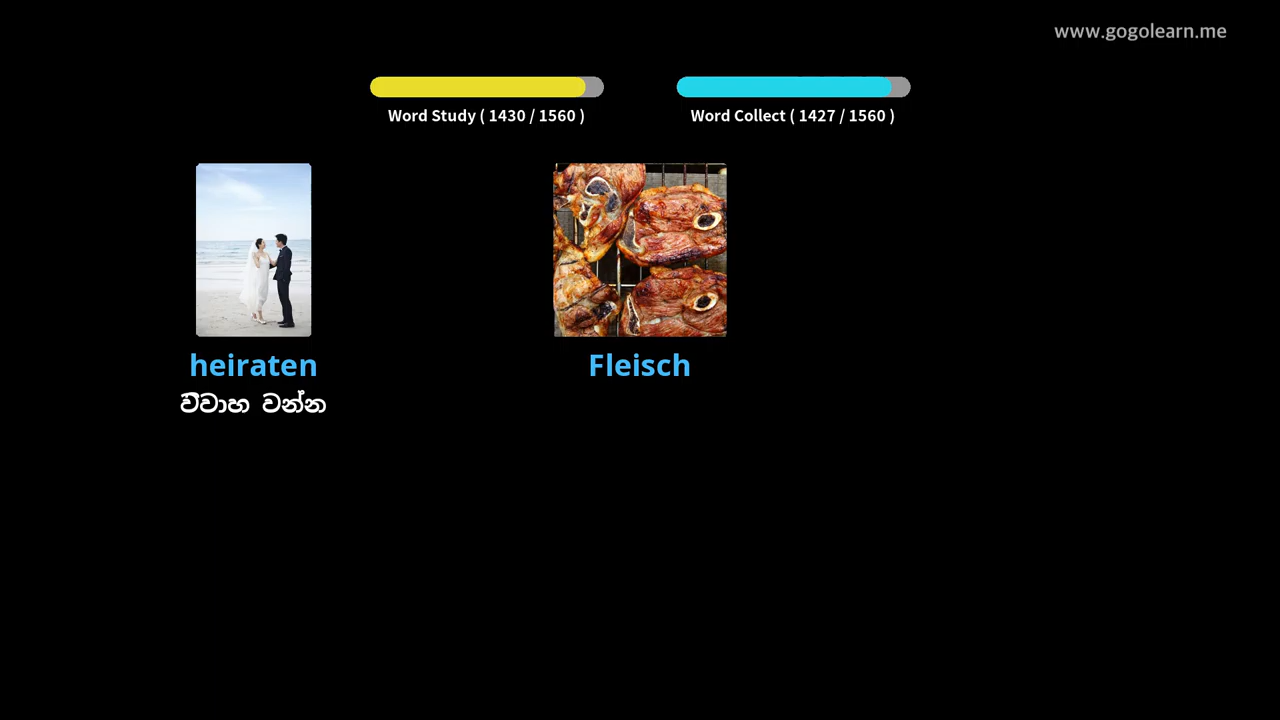 www.gogolearn.me
Word Study ( 1430 / 1560 )
Word Collect ( 1427 / 1560 )
heiraten
Fleisch
විවාහ වන්න